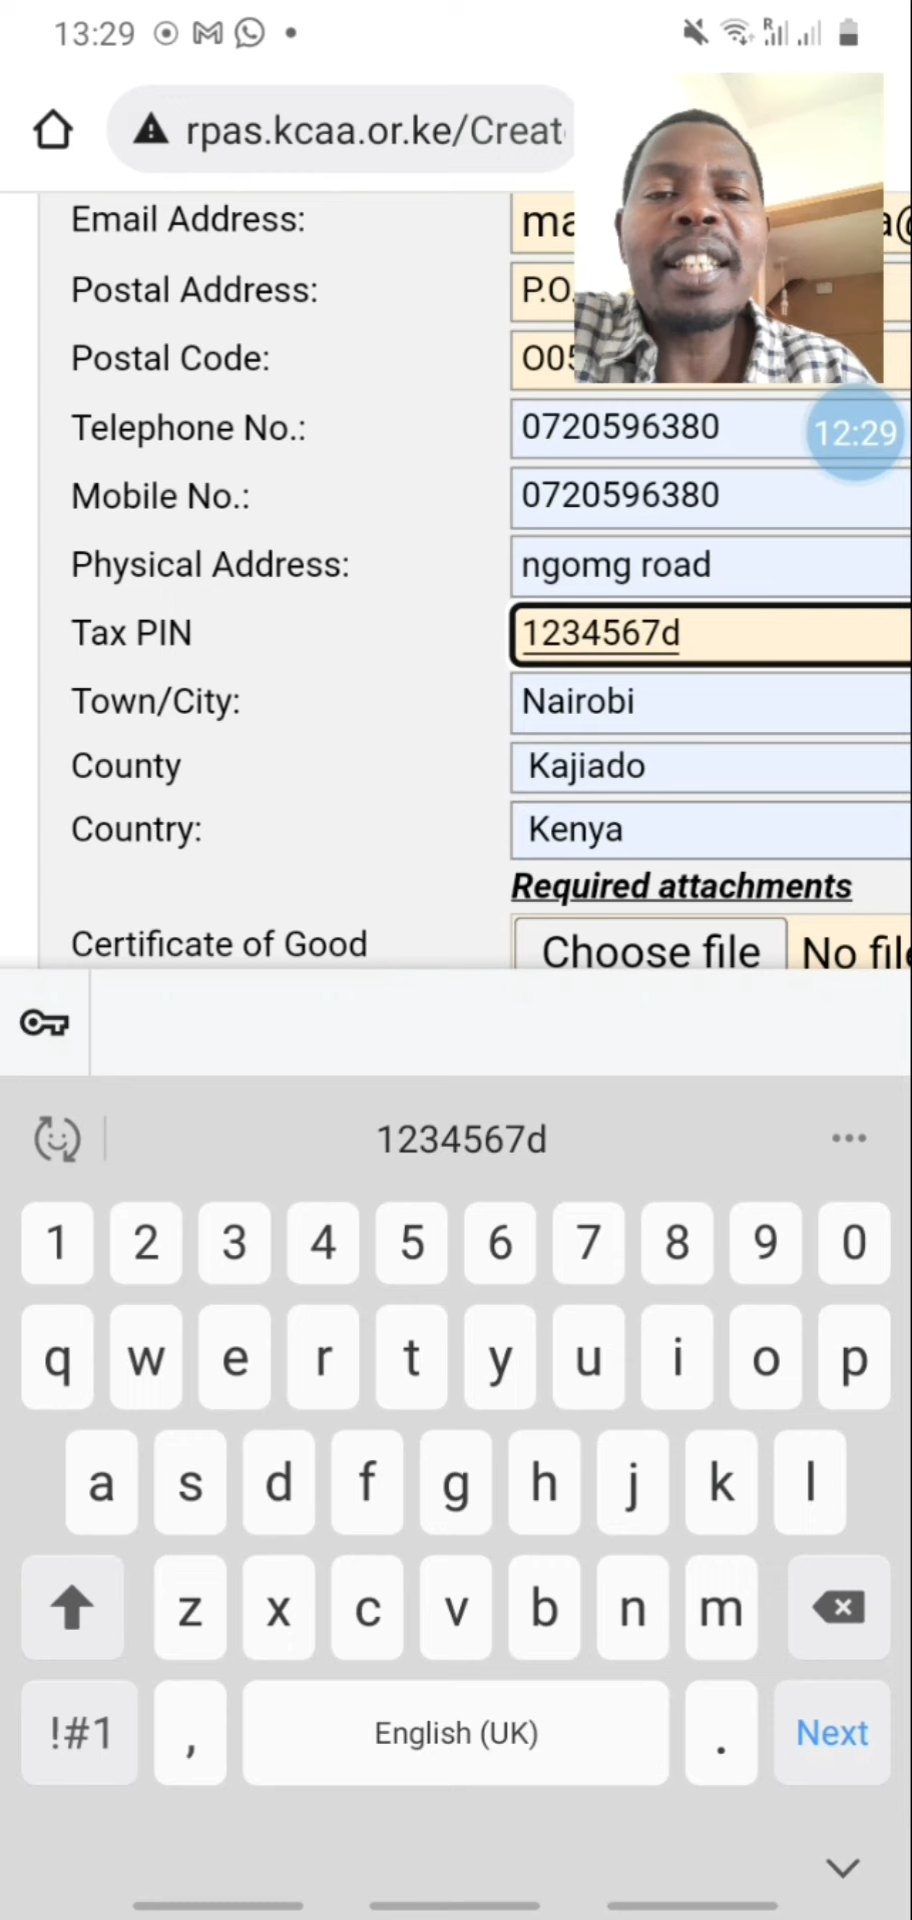 13:29
rpas.kcaa.or.ke/Creat
Email Address:
Postal Address: P.O.
Postal Code: 005
Telephone No.: 0720596380
12:29
Mobile No.: 0720596380
Physical Address: ngomg road
Tax PIN 1234567d
Town/City: Nairobi
County Kajiado
Country: Kenya
Required attachments
Certificate of Good Choose file No file
1234567d
1 2 3 4 5 6 7 8 9 0
q w e r t y u i o p
a s d f g h j k l
z x c v b n m
!#1 , English (UK) . Next